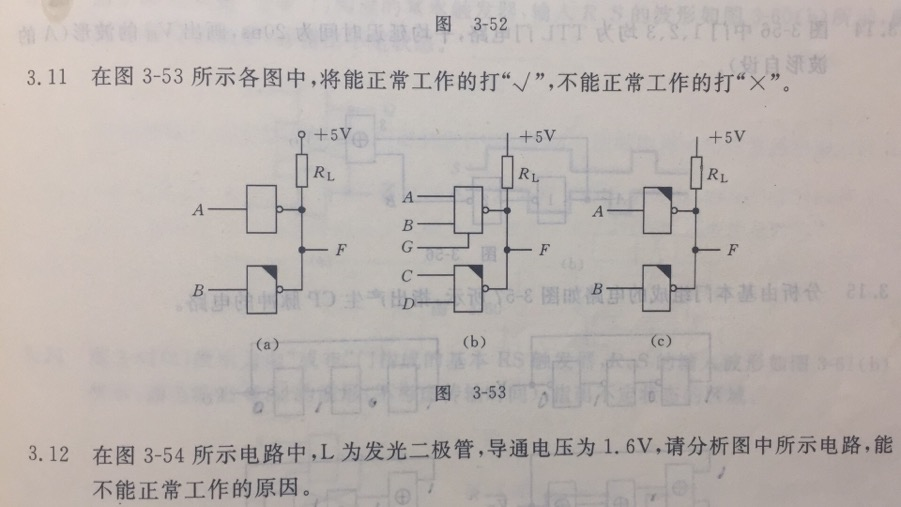 图 3-52
3.11 在图 3-53 所示各图中,将能正常工作的打“√”,不能正常工作的打“×”。
+5V
+5V
+5V
RL
RL
RL
A
A
A
B
G
F
F
F
B
C
B
D
(a)
(b)
(c)
图 3-53
3.12 在图 3-54 所示电路中,L 为发光二极管,导通电压为 1.6V,请分析图中所示电路,能
不能正常工作的原因。